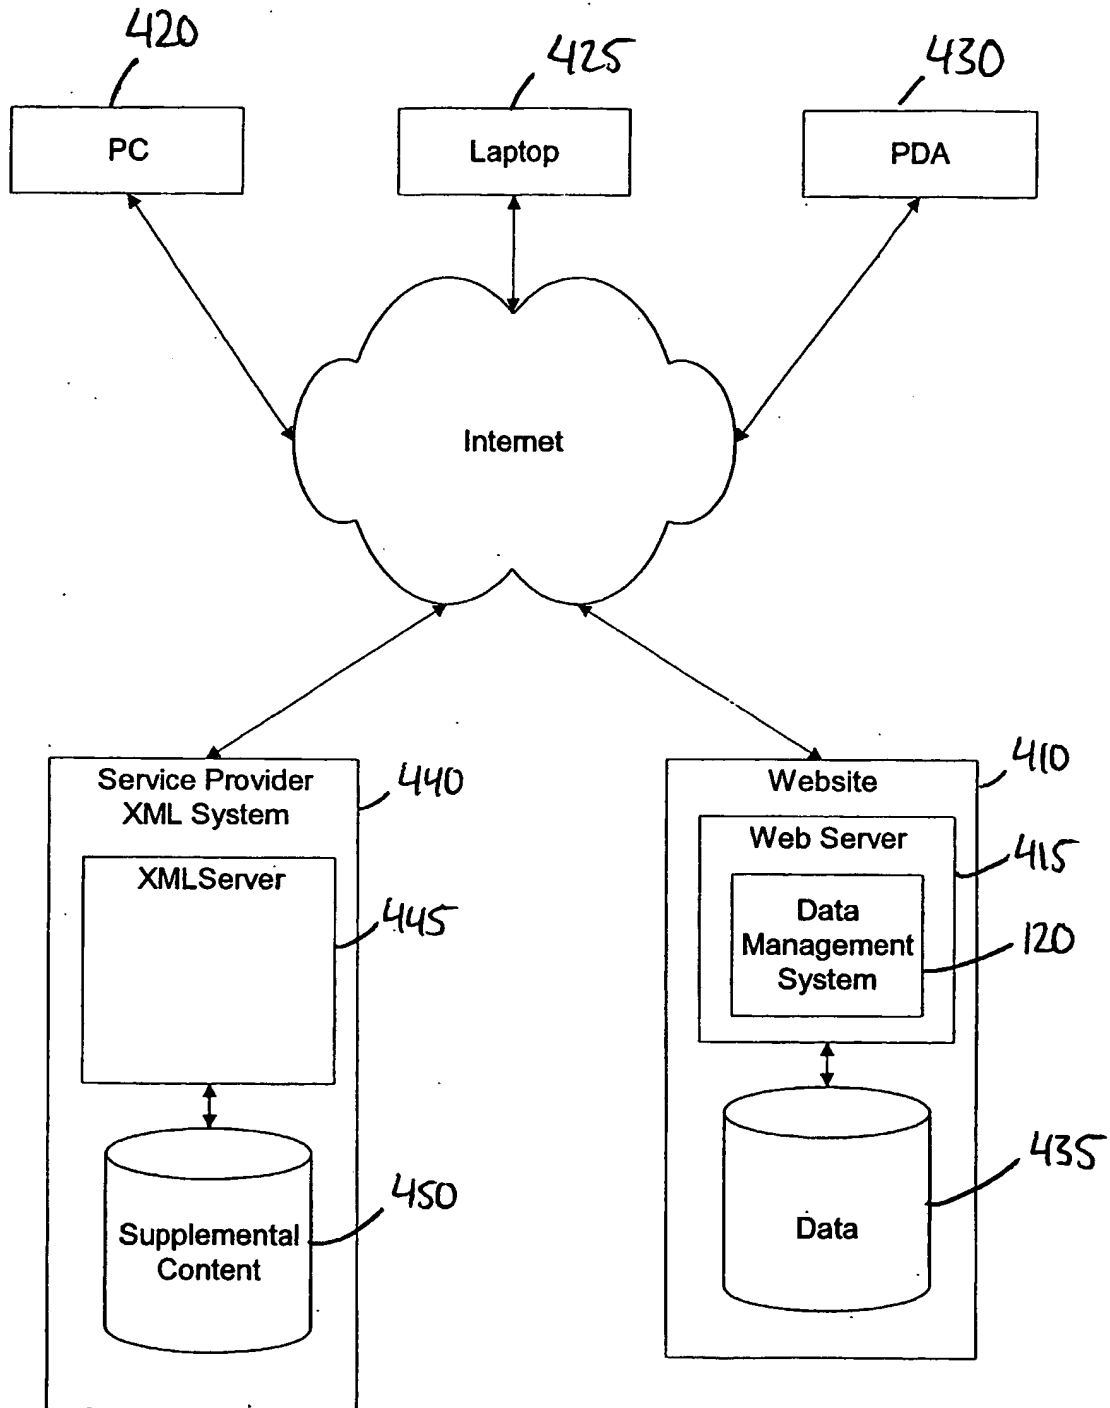 420
425
430
PC
Laptop
PDA
Internet
Service Provider
XML System
440
XMLServer
445
450
Supplemental
Content
Website
410
Web Server
415
Data
Management
System
120
435
Data